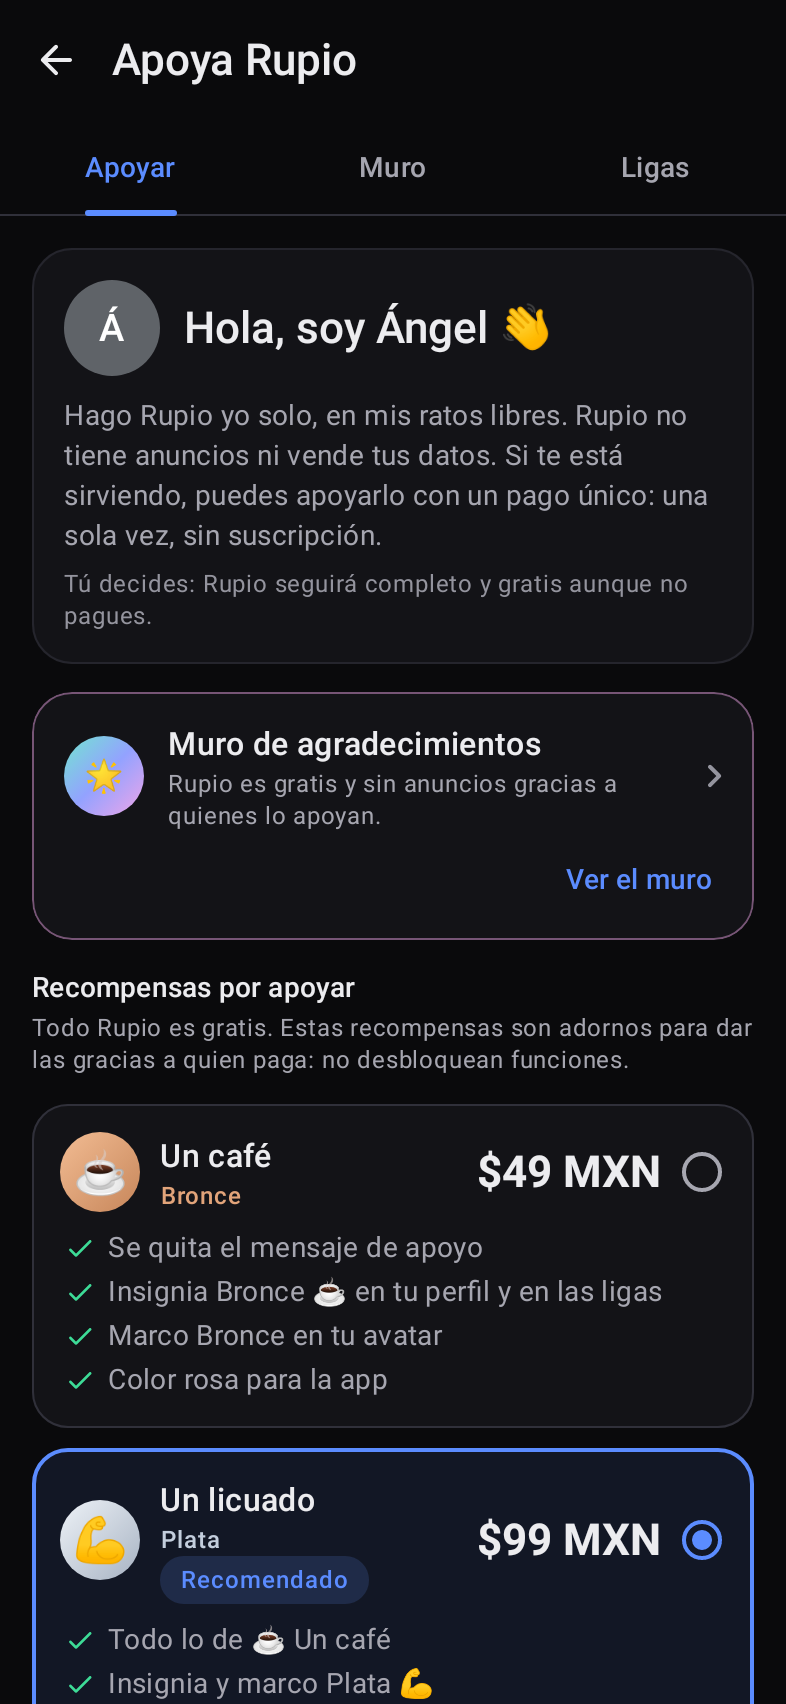 Apoya Rupio
Apoyar
Muro
Ligas
Á
Hola, soy Ángel 👋
Hago Rupio yo solo, en mis ratos libres. Rupio no
tiene anuncios ni vende tus datos. Si te está
sirviendo, puedes apoyarlo con un pago único: una
sola vez, sin suscripción.
Tú decides: Rupio seguirá completo y gratis aunque no
pagues.
Muro de agradecimientos
Rupio es gratis y sin anuncios gracias a
quienes lo apoyan.
Ver el muro
Recompensas por apoyar
Todo Rupio es gratis. Estas recompensas son adornos para dar
las gracias a quien paga: no desbloquean funciones.
Un café
Bronce
$49 MXN
Se quita el mensaje de apoyo
Insignia Bronce ☕ en tu perfil y en las ligas
Marco Bronce en tu avatar
Color rosa para la app
Un licuado
Plata
Recomendado
$99 MXN
Todo lo de ☕ Un café
Insignia y marco Plata 💪